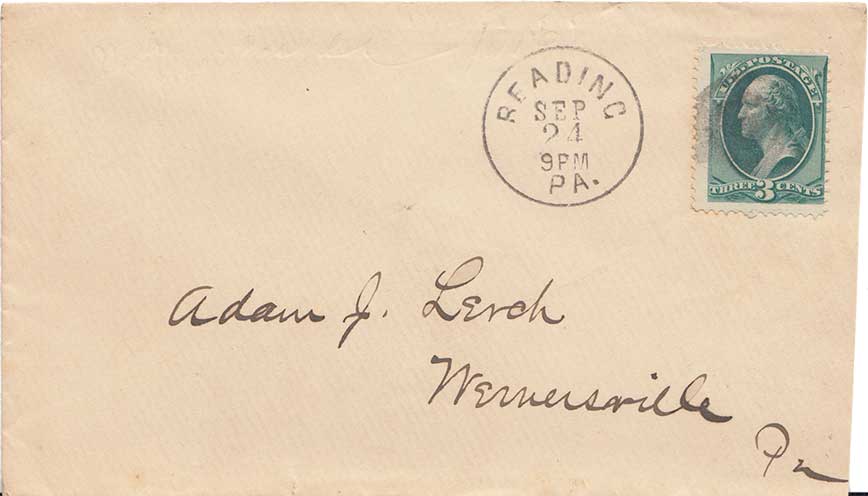 READING
SEP
24
9PM
PA.
U.S. POSTAGE
THREE 3 CENTS
Adam J. Lerch
Wernersville
Pa